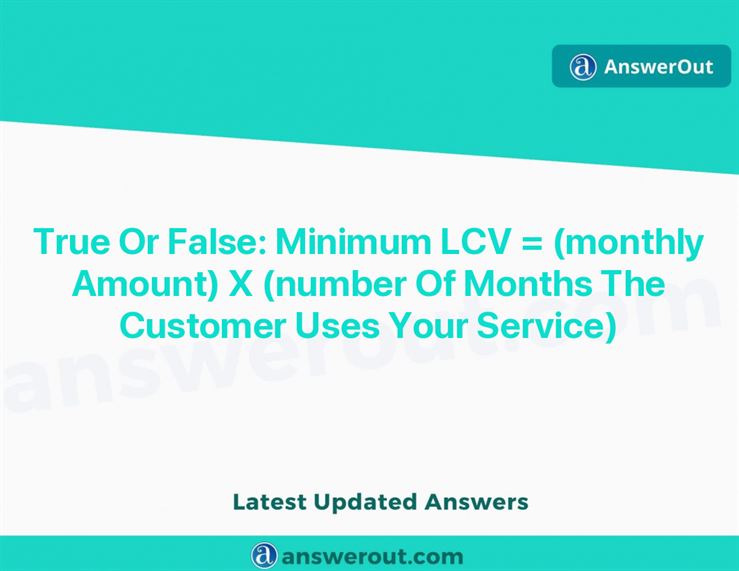 AnswerOut
True Or False: Minimum LCV = (monthly
Amount) X (number Of Months The
Customer Uses Your Service)
answerout.com
Latest Updated Answers
answerout.com